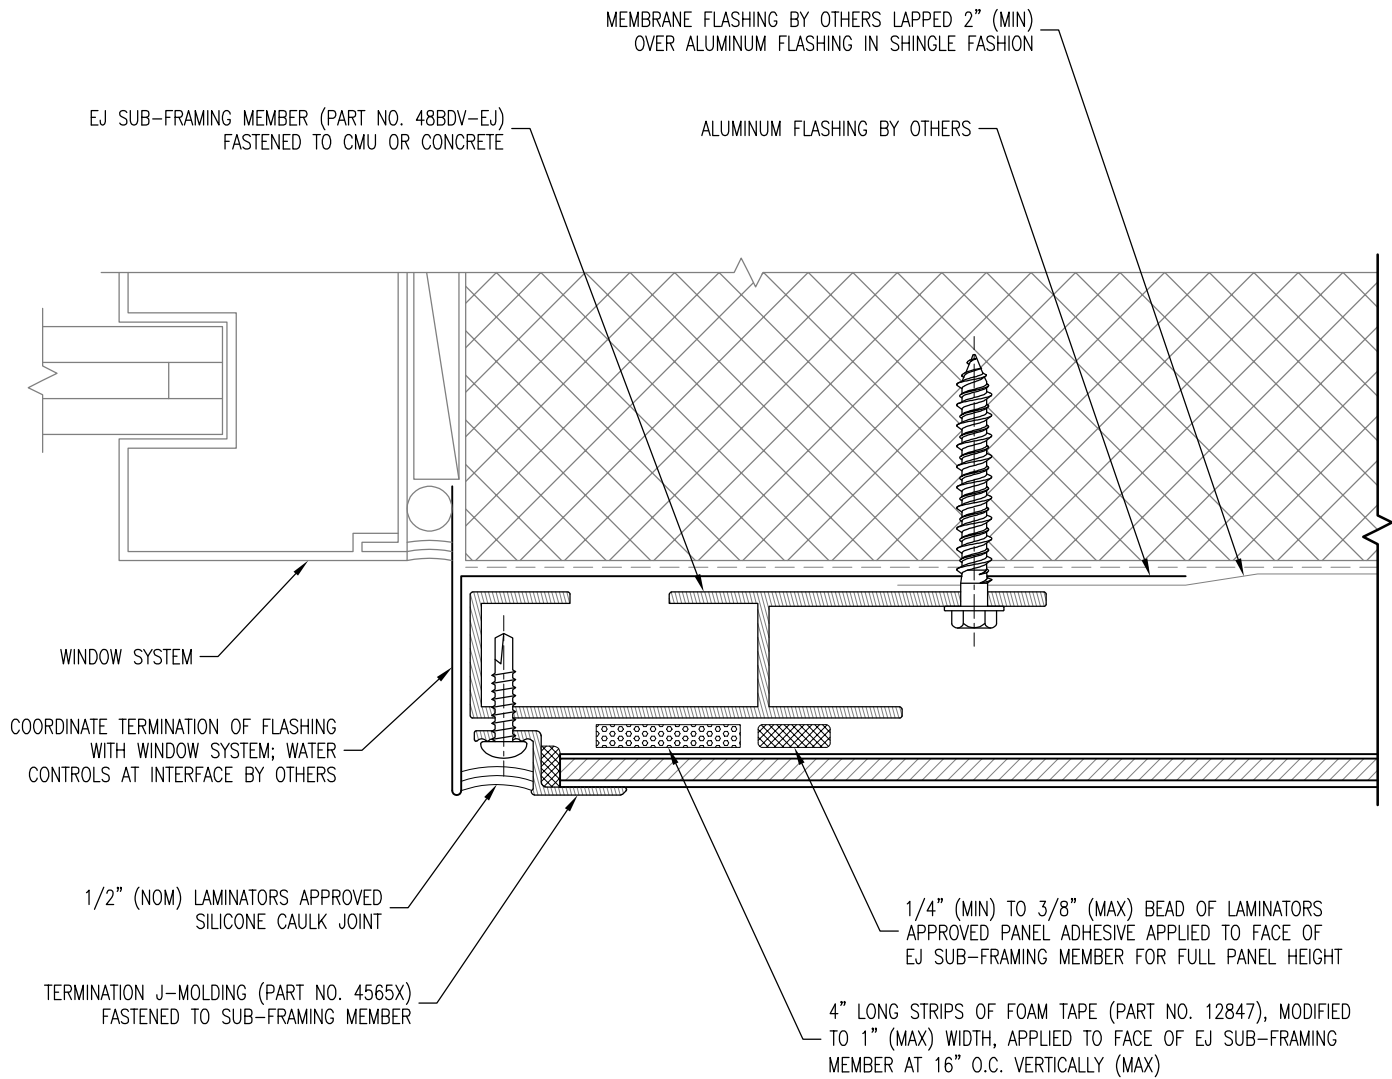 MEMBRANE FLASHING BY OTHERS LAPPED 2” (MIN)
OVER ALUMINUM FLASHING IN SHINGLE FASHION
EJ SUB-FRAMING MEMBER (PART NO. 48BDV-EJ)
FASTENED TO CMU OR CONCRETE
ALUMINUM FLASHING BY OTHERS
WINDOW SYSTEM
COORDINATE TERMINATION OF FLASHING
WITH WINDOW SYSTEM; WATER
CONTROLS AT INTERFACE BY OTHERS
1/2” (NOM) LAMINATORS APPROVED
SILICONE CAULK JOINT
TERMINATION J-MOLDING (PART NO. 4565X)
FASTENED TO SUB-FRAMING MEMBER
1/4” (MIN) TO 3/8” (MAX) BEAD OF LAMINATORS
APPROVED PANEL ADHESIVE APPLIED TO FACE OF
EJ SUB-FRAMING MEMBER FOR FULL PANEL HEIGHT
4” LONG STRIPS OF FOAM TAPE (PART NO. 12847), MODIFIED
TO 1” (MAX) WIDTH, APPLIED TO FACE OF EJ SUB-FRAMING
MEMBER AT 16” O.C. VERTICALLY (MAX)